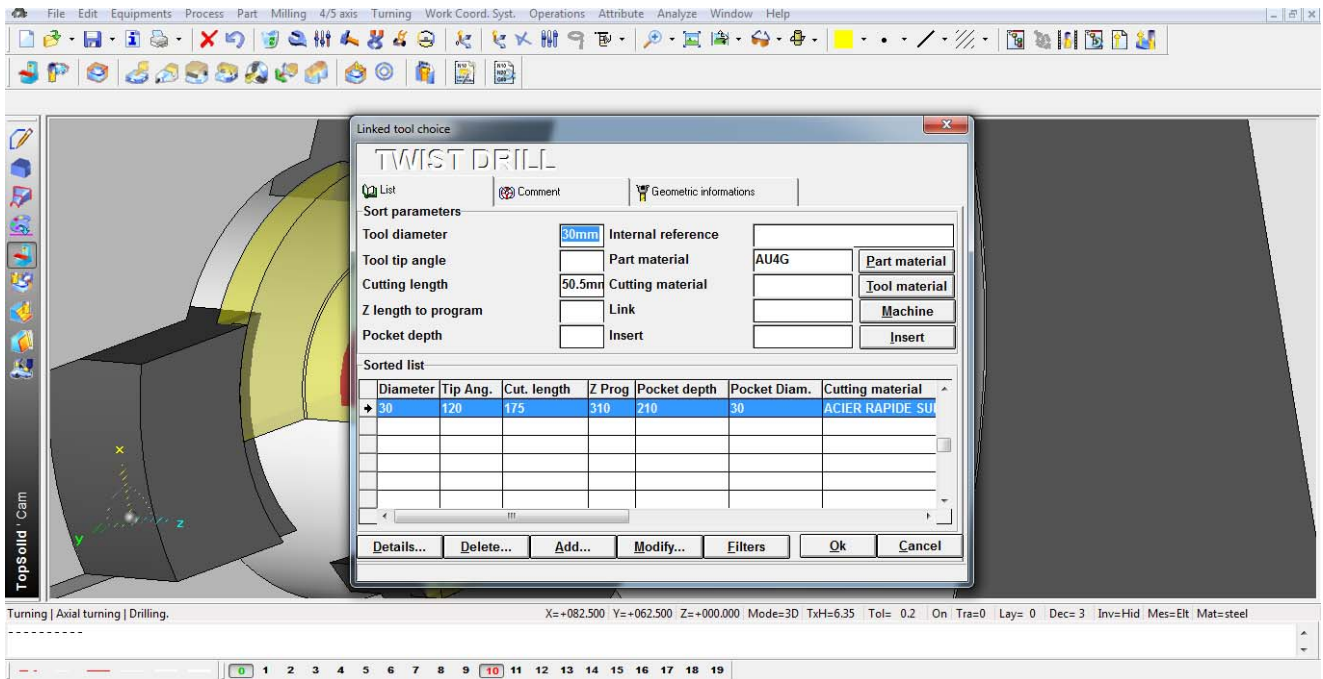 File Edit Equipments Process Part Milling 4/5 axis Turning Work Coord. Syst. Operations Attribute Analyze Window Help
Linked tool choice
TWIST DRILL
List Comment Geometric informations
Sort parameters
Tool diameter 30mm Internal reference
Tool tip angle Part material AU4G Part material
Cutting length 50.5mm Cutting material Tool material
Z length to program Link Machine
Pocket depth Insert Insert
Sorted list
Diameter Tip Ang. Cut. length Z Prog Pocket depth Pocket Diam. Cutting material
30 120 175 310 210 30 ACIER RAPIDE SU
Details... Delete... Add... Modify... Filters Ok Cancel
x
y
z
TopSolid'Cam
Turning | Axial turning | Drilling. X=+082.500 Y=+062.500 Z=+000.000 Mode=3D TxH=6.35 Tol= 0.2 On Tra=0 Lay= 0 Dec= 3 Inv=Hid Mes=Elt Mat=steel
----------
0 1 2 3 4 5 6 7 8 9 10 11 12 13 14 15 16 17 18 19